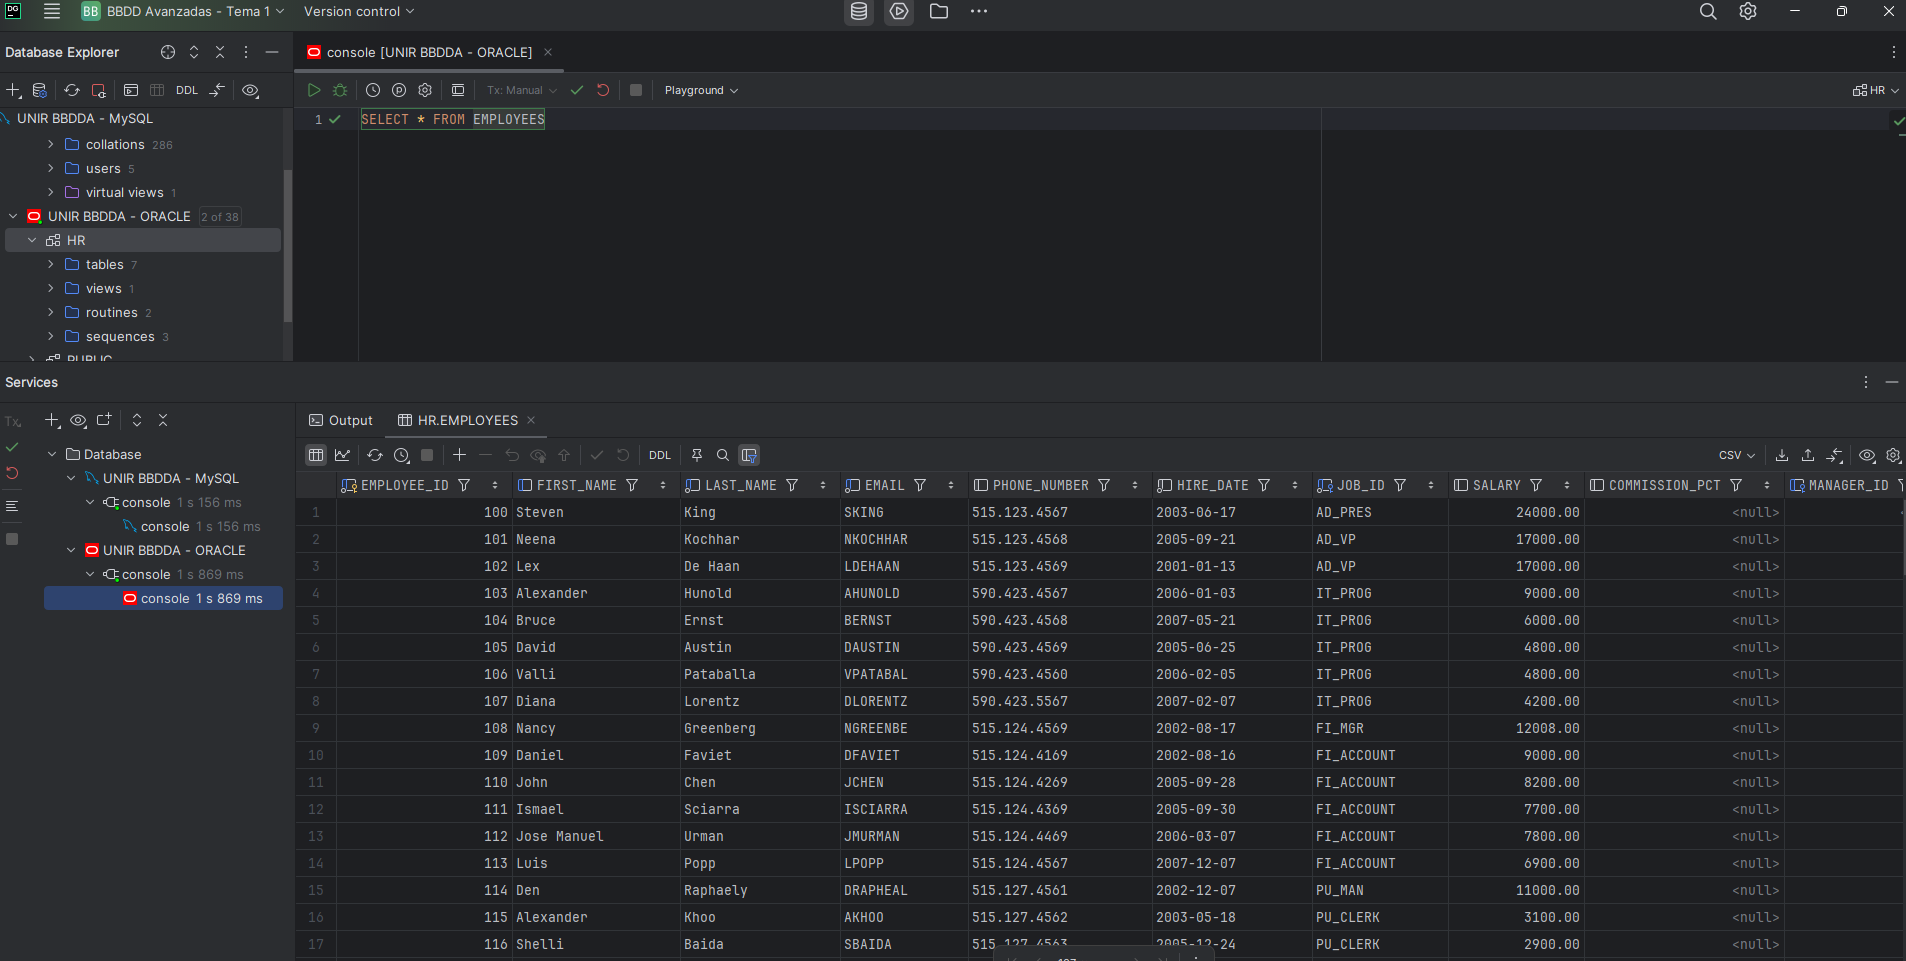 DG BB BBDD Avanzadas - Tema 1 Version control
Database Explorer
console [UNIR BBDDA - ORACLE]
DDL
Tx: Manual Playground HR
UNIR BBDDA - MySQL
collations 286
users 5
virtual views 1
UNIR BBDDA - ORACLE 2 of 38
HR
tables 7
views 1
routines 2
sequences 3
PUBLIC
1 SELECT * FROM EMPLOYEES
Services
Tx
Database
UNIR BBDDA - MySQL
console 1 s 156 ms
console 1 s 156 ms
UNIR BBDDA - ORACLE
console 1 s 869 ms
console 1 s 869 ms
Output HR.EMPLOYEES
DDL CSV
EMPLOYEE_ID FIRST_NAME LAST_NAME EMAIL PHONE_NUMBER HIRE_DATE JOB_ID SALARY COMMISSION_PCT MANAGER_ID
1 100 Steven King SKING 515.123.4567 2003-06-17 AD_PRES 24000.00 <null>
2 101 Neena Kochhar NKOCHHAR 515.123.4568 2005-09-21 AD_VP 17000.00 <null>
3 102 Lex De Haan LDEHAAN 515.123.4569 2001-01-13 AD_VP 17000.00 <null>
4 103 Alexander Hunold AHUNOLD 590.423.4567 2006-01-03 IT_PROG 9000.00 <null>
5 104 Bruce Ernst BERNST 590.423.4568 2007-05-21 IT_PROG 6000.00 <null>
6 105 David Austin DAUSTIN 590.423.4569 2005-06-25 IT_PROG 4800.00 <null>
7 106 Valli Pataballa VPATABAL 590.423.4560 2006-02-05 IT_PROG 4800.00 <null>
8 107 Diana Lorentz DLORENTZ 590.423.5567 2007-02-07 IT_PROG 4200.00 <null>
9 108 Nancy Greenberg NGREENBE 515.124.4569 2002-08-17 FI_MGR 12008.00 <null>
10 109 Daniel Faviet DFAVIET 515.124.4169 2002-08-16 FI_ACCOUNT 9000.00 <null>
11 110 John Chen JCHEN 515.124.4269 2005-09-28 FI_ACCOUNT 8200.00 <null>
12 111 Ismael Sciarra ISCIARRA 515.124.4369 2005-09-30 FI_ACCOUNT 7700.00 <null>
13 112 Jose Manuel Urman JMURMAN 515.124.4469 2006-03-07 FI_ACCOUNT 7800.00 <null>
14 113 Luis Popp LPOPP 515.124.4567 2007-12-07 FI_ACCOUNT 6900.00 <null>
15 114 Den Raphaely DRAPHEAL 515.127.4561 2002-12-07 PU_MAN 11000.00 <null>
16 115 Alexander Khoo AKHOO 515.127.4562 2003-05-18 PU_CLERK 3100.00 <null>
17 116 Shelli Baida SBAIDA 515.127.4563 2005-12-24 PU_CLERK 2900.00 <null>